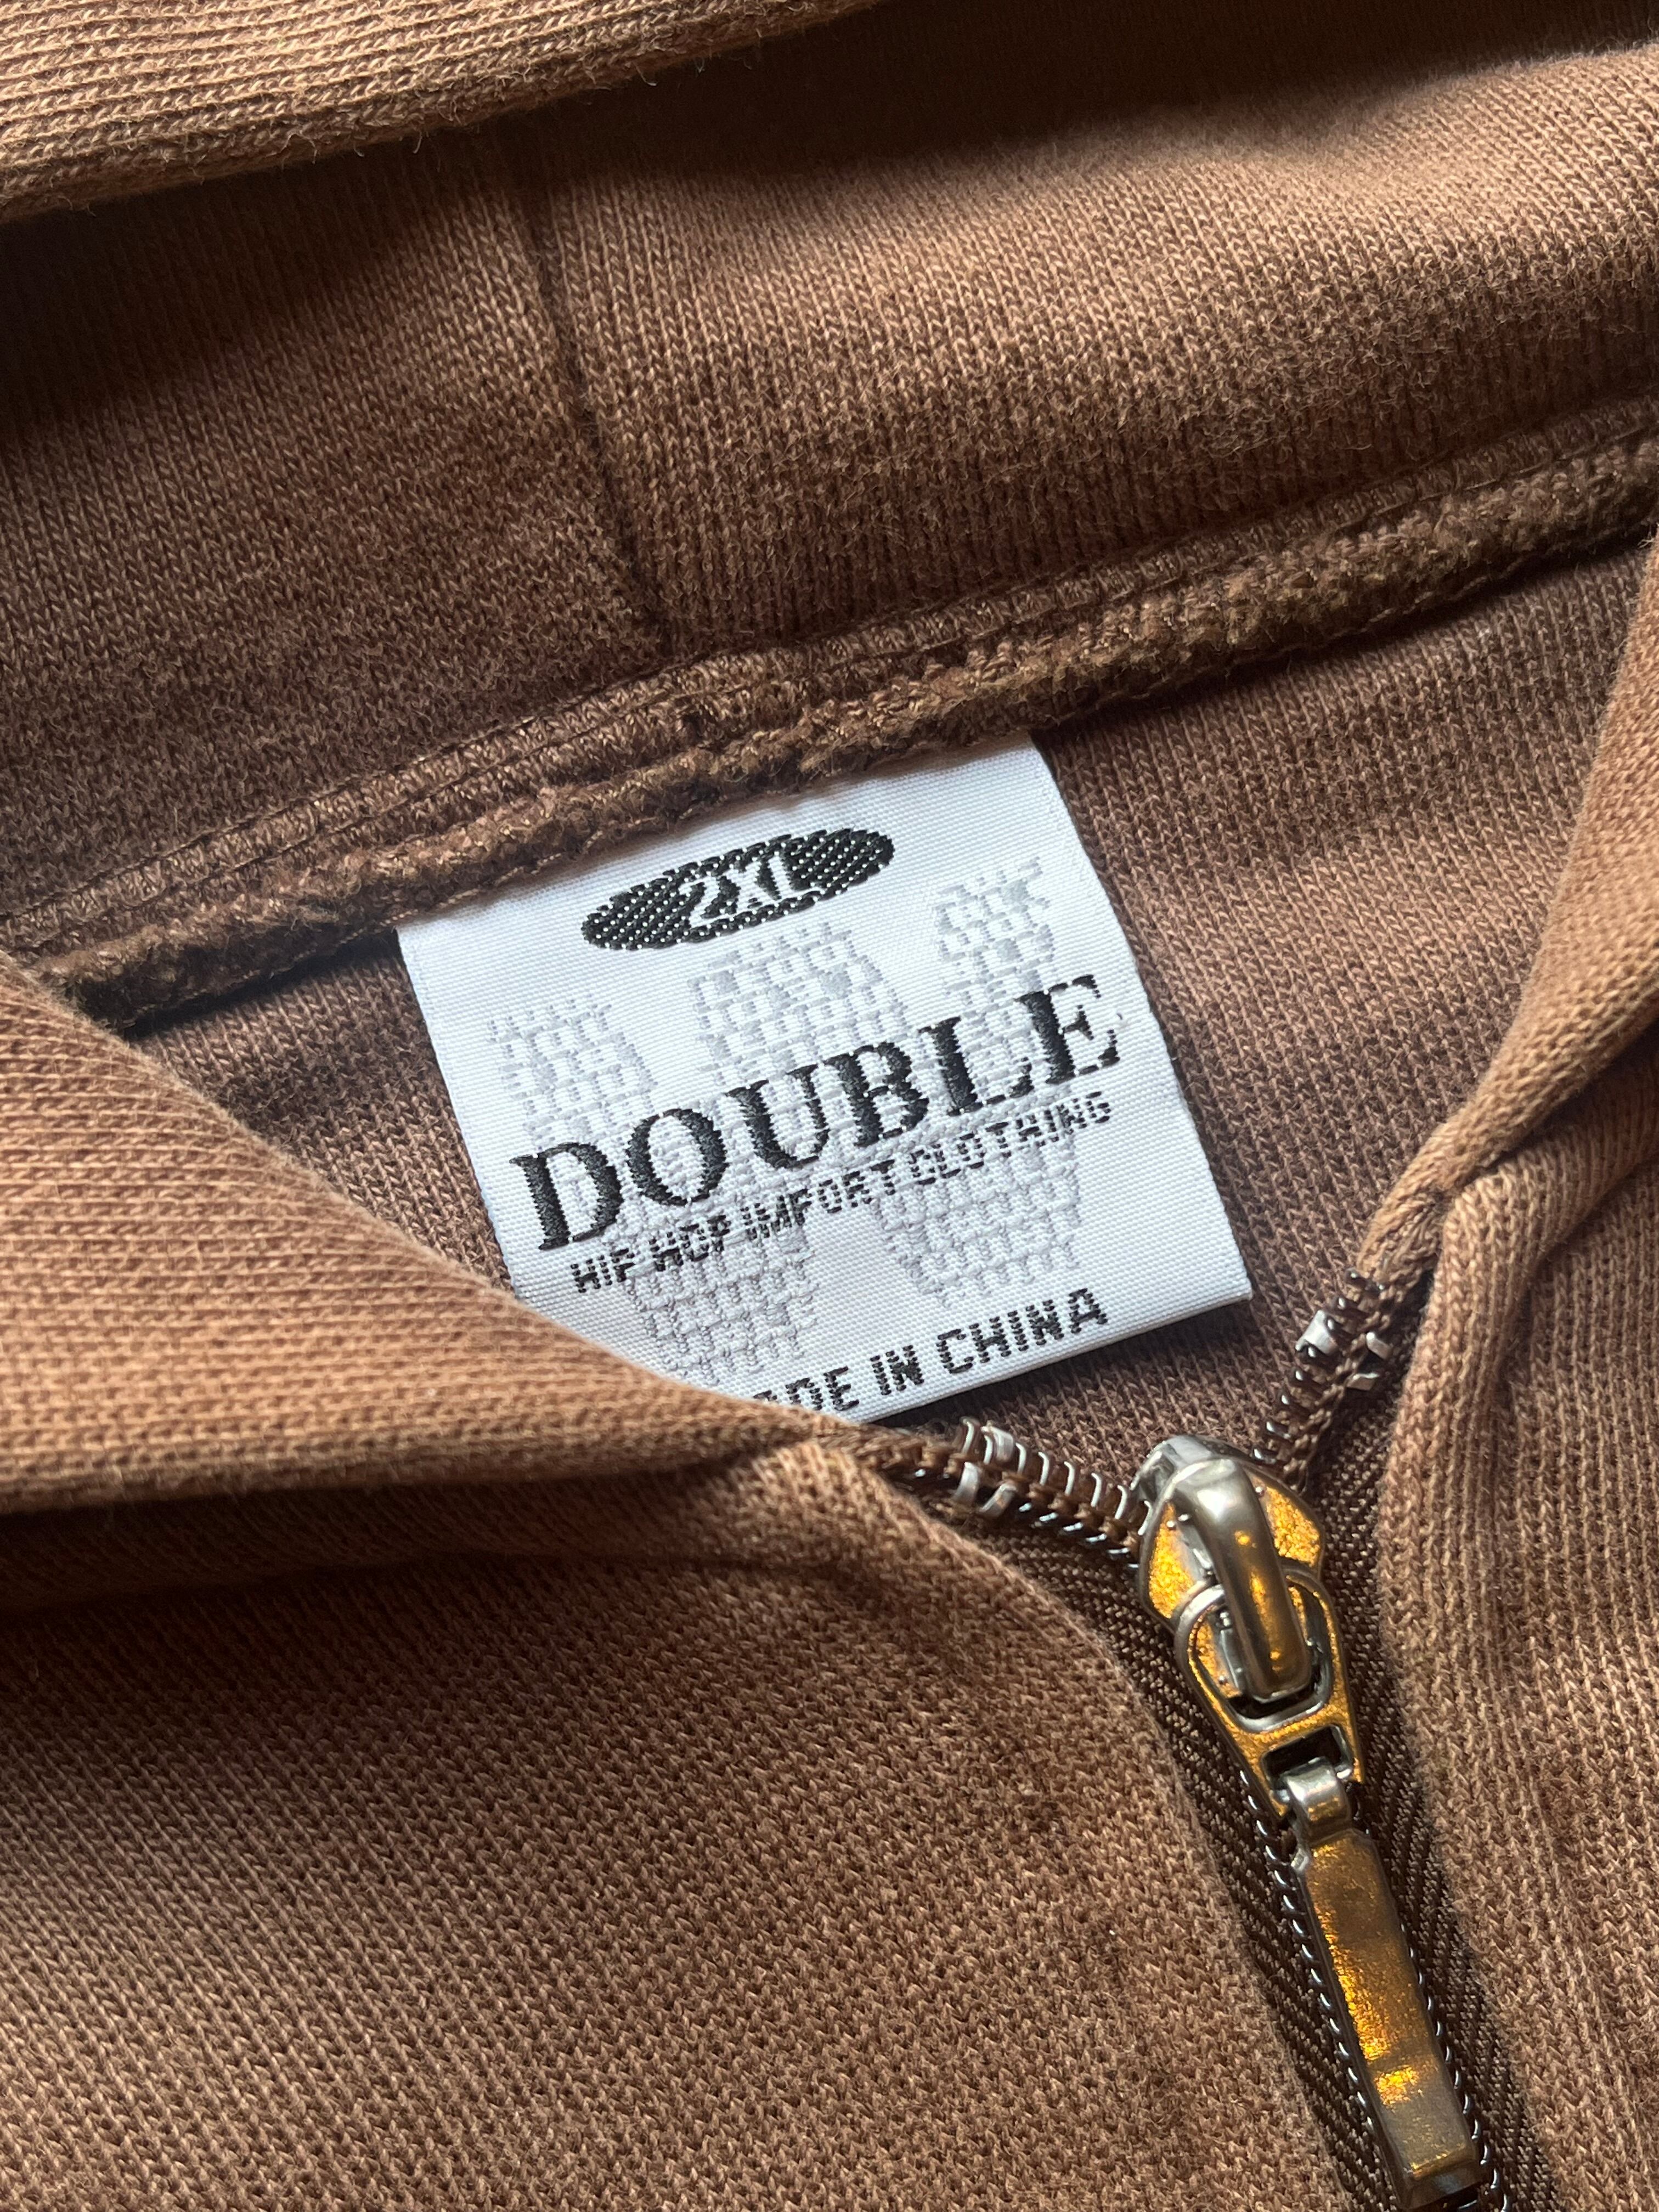 2XL
DOUBLE
HIP HOP IMPORT CLOTHING
ADE IN CHINA